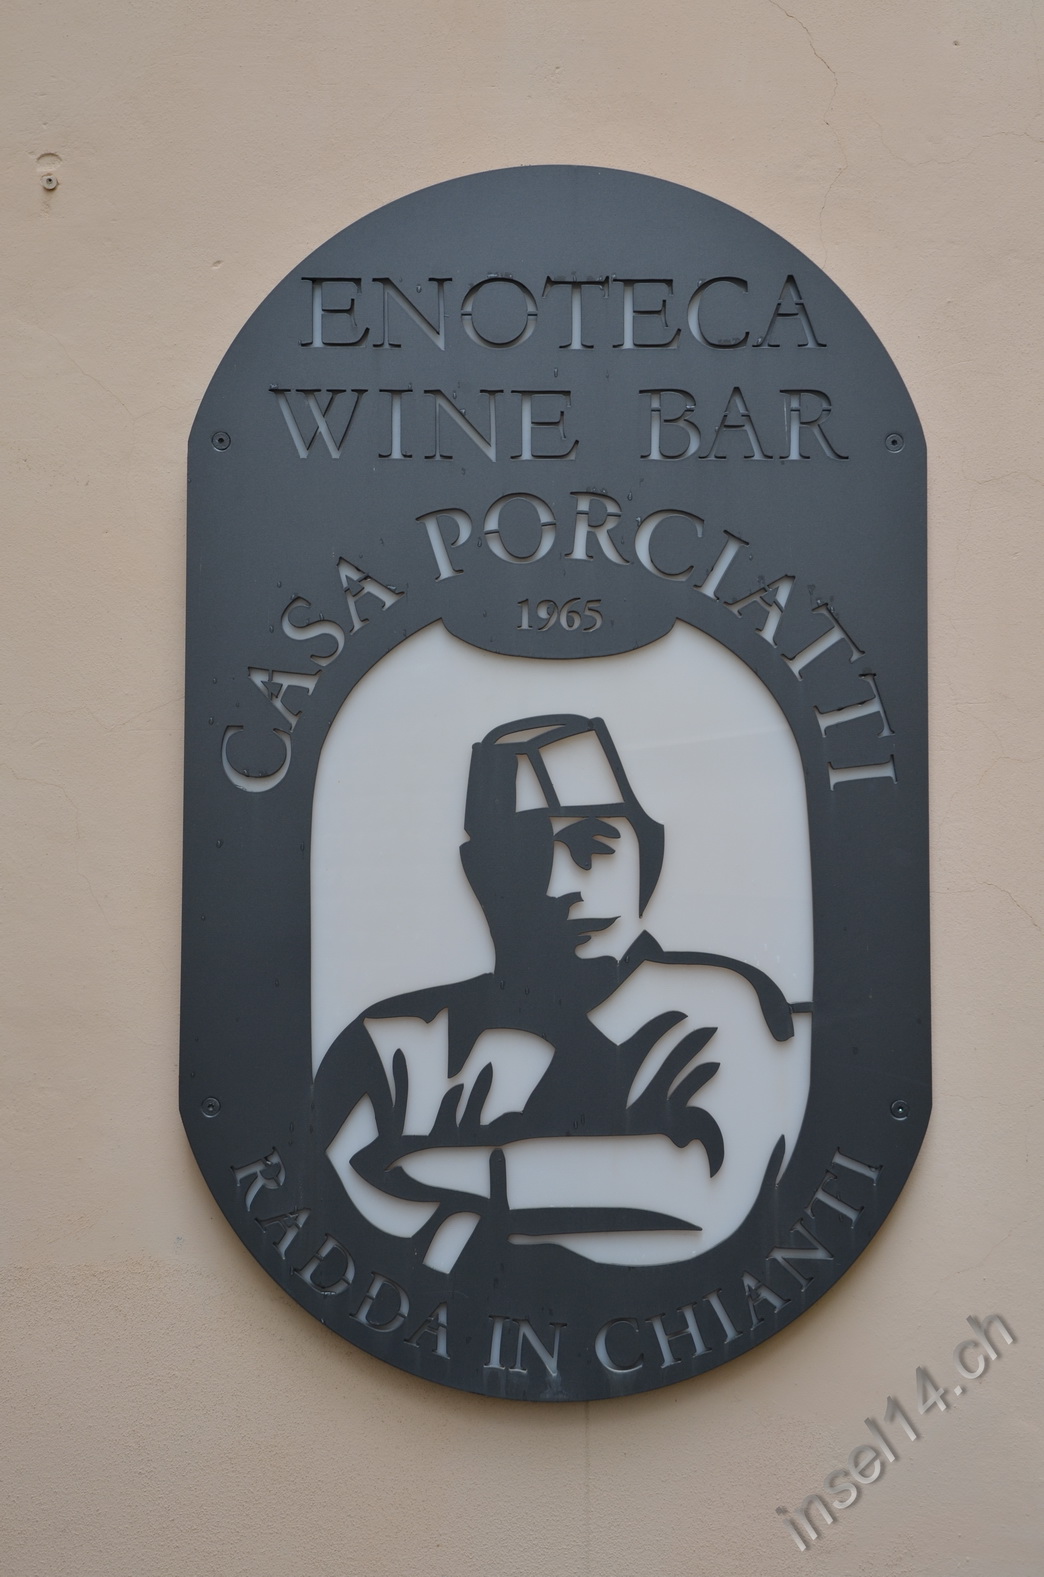 ENOTECA
WINE BAR
CASA PORCIATTI
1965
RADDA IN CHIANTI
insel14.ch